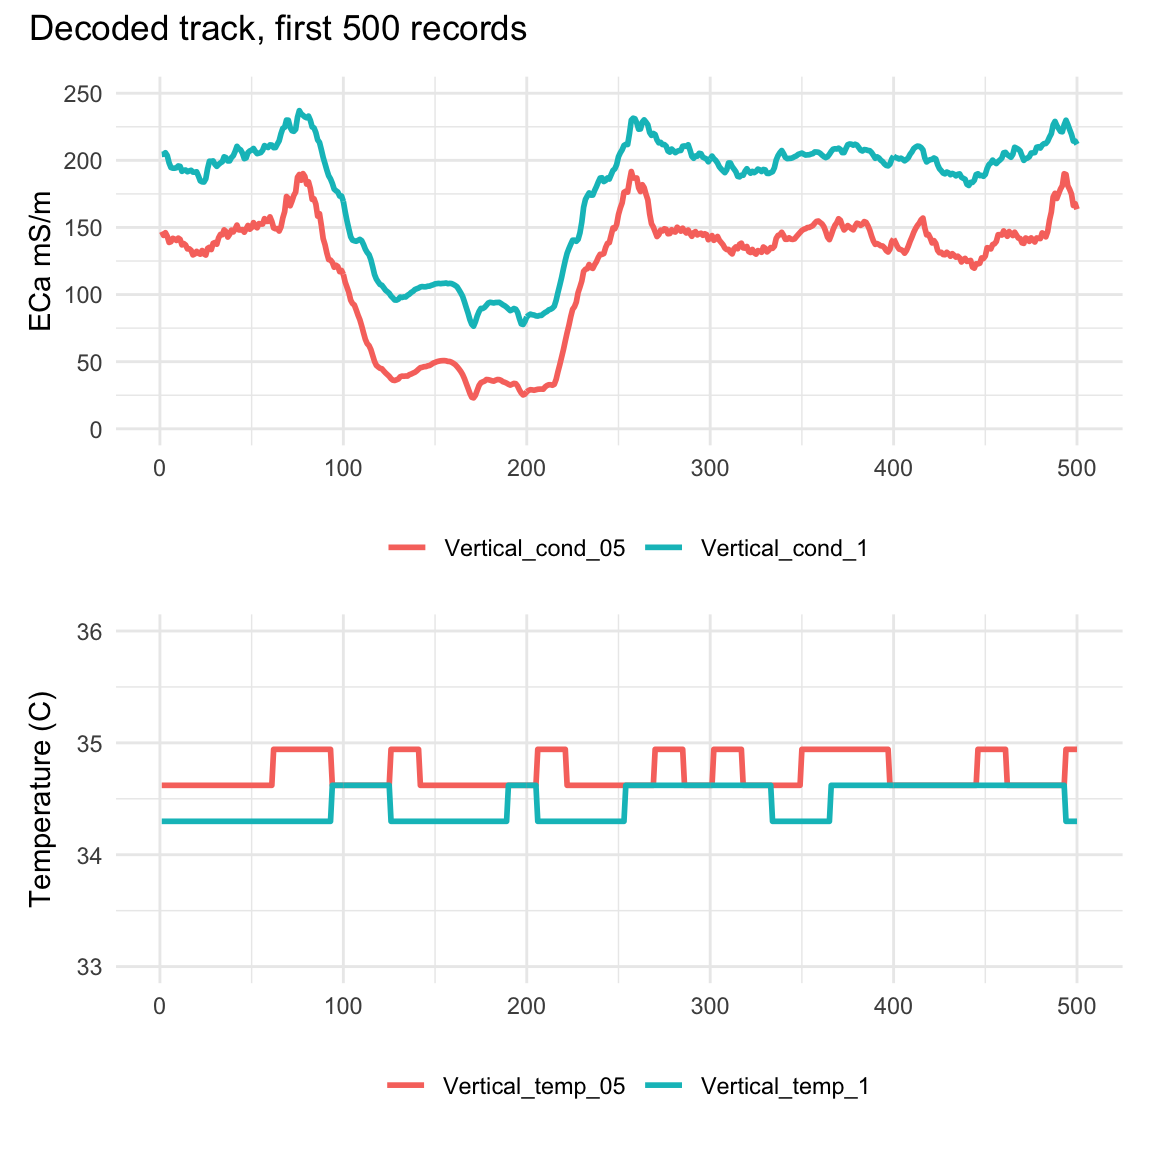 Decoded track, first 500 records
ECa mS/m
250
200
150
100
50
0
0 100 200 300 400 500
Vertical_cond_05 Vertical_cond_1
Temperature (C)
36
35
34
33
0 100 200 300 400 500
Vertical_temp_05 Vertical_temp_1